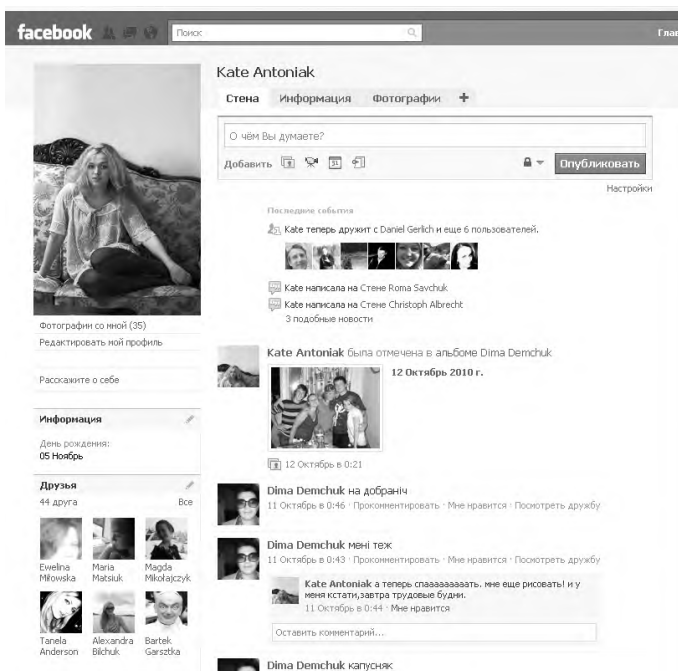 facebook
Поиск
Глав
Kate Antoniak
Стена Информация Фотографии +
О чём Вы думаете?
Добавить 31 Опубликовать
Настройки
Последние события
Kate теперь дружит с Daniel Gerlich и еще 6 пользователей.
Kate написала на Стене Roma Savchuk
Kate написала на Стене Christoph Albrecht
3 подобные новости
Фотографии со мной (35)
Редактировать мой профиль
Расскажите о себе
Информация
День рождения:
05 Ноябрь
Друзья
44 друга Все
Ewelina Miłowska
Maria Matsiuk
Magda Mikołajczyk
Tanela Anderson
Alexandra Bilchuk
Bartek Garsztka
Kate Antoniak была отмечена в альбоме Dima Demchuk
12 Октябрь 2010 г.
12 Октябрь в 0:21
Dima Demchuk на добраніч
11 Октябрь в 0:46 · Прокомментировать · Мне нравится · Посмотреть дружбу
Dima Demchuk мені теж
11 Октябрь в 0:43 · Прокомментировать · Мне нравится · Посмотреть дружбу
Kate Antoniak а теперь спааааааааать. мне еще рисовать! и у
меня кстати,завтра трудовые будни.
11 Октябрь в 0:44 · Мне нравится
Оставить комментарий...
Dima Demchuk капусняк